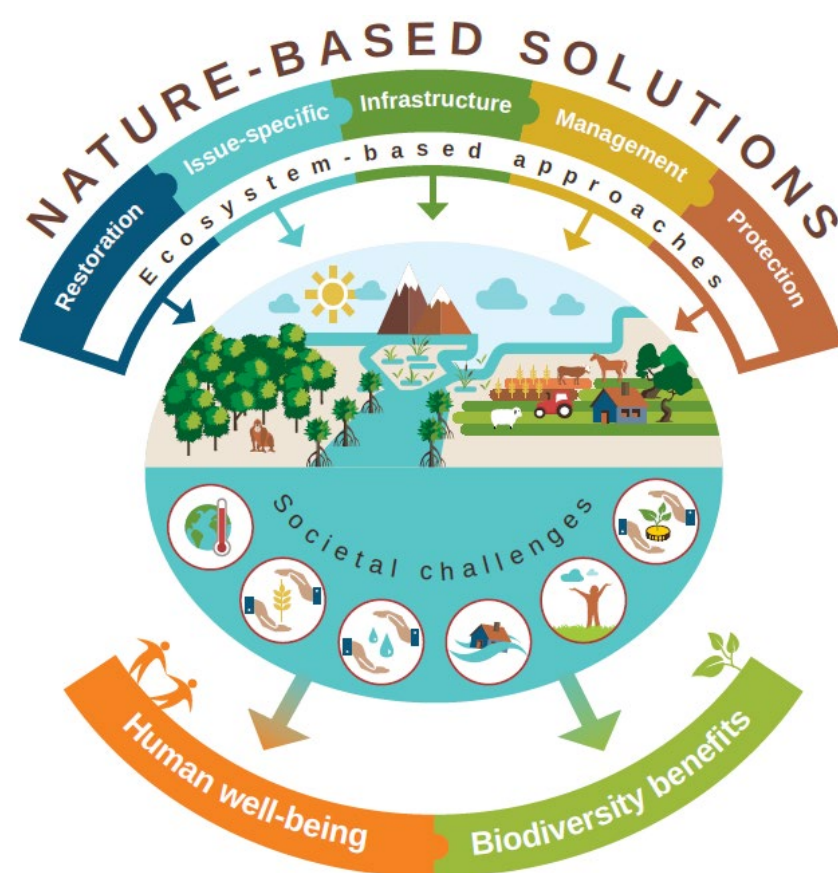 NATURE-BASED SOLUTIONS
Restoration
Issue-specific
Infrastructure
Management
Protection
Ecosystem-based approaches
Societal challenges
Human well-being
Biodiversity benefits